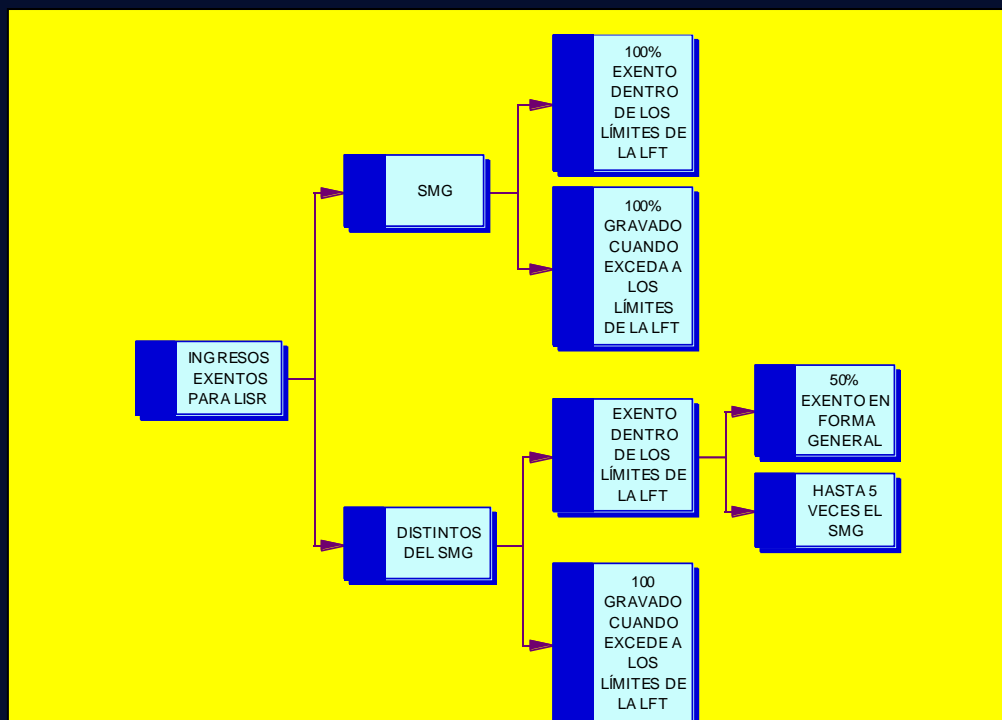 INGRESOS
EXENTOS
PARA LISR
SMG
100%
EXENTO
DENTRO
DE LOS
LÍMITES DE
LA LFT
100%
GRAVADO
CUANDO
EXCEDA A
LOS
LÍMITES
DE LA LFT
DISTINTOS
DEL SMG
EXENTO
DENTRO
DE LOS
LÍMITES DE
LA LFT
50%
EXENTO EN
FORMA
GENERAL
HASTA 5
VECES EL
SMG
100
GRAVADO
CUANDO
EXCEDE A
LOS
LÍMITES DE
LA LFT